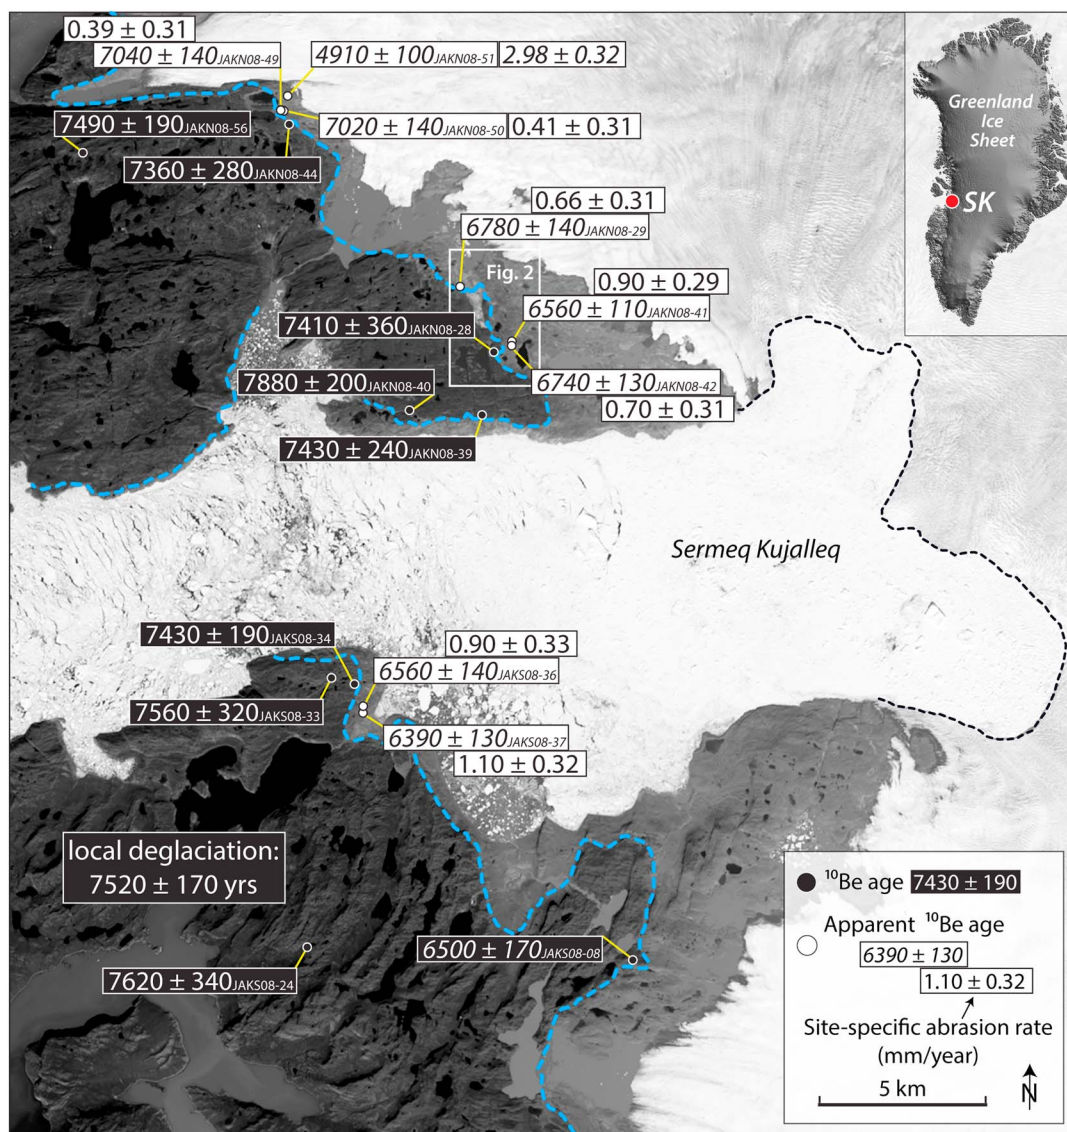 0.39 ± 0.31
7040 ± 140JAKN08-49
4910 ± 100JAKN08-51 2.98 ± 0.32
7490 ± 190JAKN08-56
7020 ± 140JAKN08-50 0.41 ± 0.31
7360 ± 280JAKN08-44
Greenland
Ice
Sheet
SK
0.66 ± 0.31
6780 ± 140JAKN08-29
Fig. 2
0.90 ± 0.29
6560 ± 110JAKN08-41
7410 ± 360JAKN08-28
7880 ± 200JAKN08-40
6740 ± 130JAKN08-42
0.70 ± 0.31
7430 ± 240JAKN08-39
Sermeq Kujalleq
7430 ± 190JAKS08-34
0.90 ± 0.33
6560 ± 140JAKS08-36
7560 ± 320JAKS08-33
6390 ± 130JAKS08-37
1.10 ± 0.32
local deglaciation:
7520 ± 170 yrs
6500 ± 170JAKS08-08
7620 ± 340JAKS08-24
¹⁰Be age 7430 ± 190
Apparent ¹⁰Be age
6390 ± 130
1.10 ± 0.32
Site-specific abrasion rate
(mm/year)
5 km
N